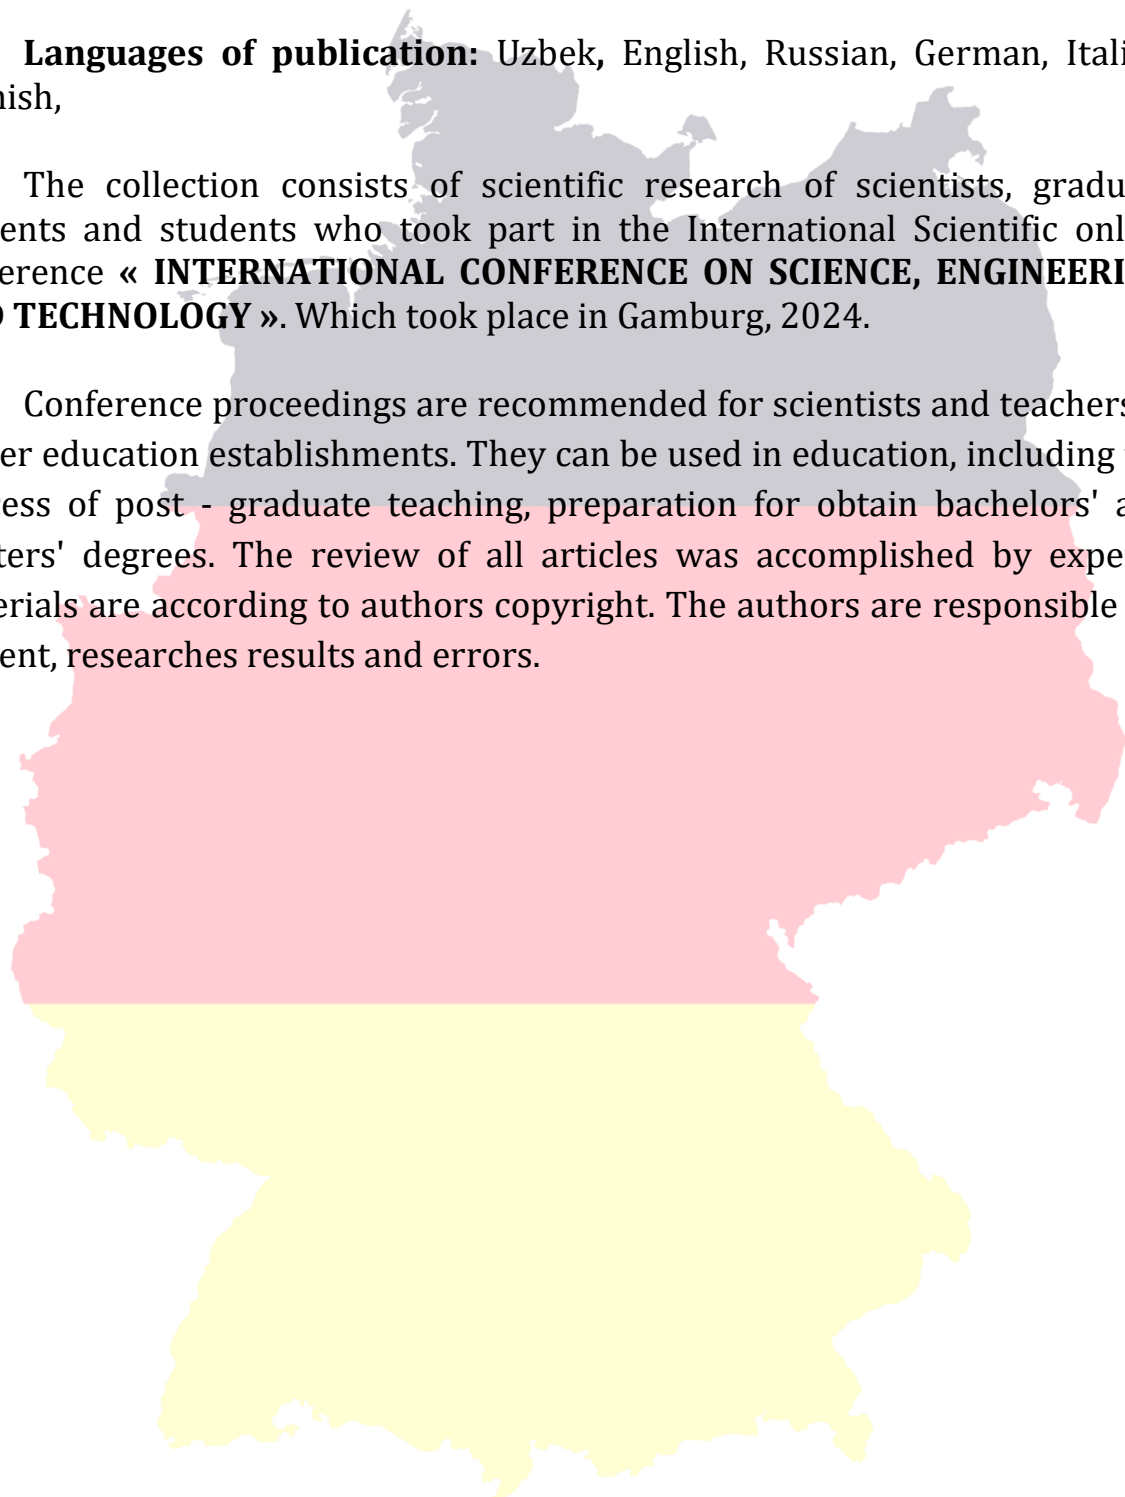 Languages of publication: Uzbek, English, Russian, German, Itali
nish,
The collection consists of scientific research of scientists, gradu
ents and students who took part in the International Scientific onl
erence « INTERNATIONAL CONFERENCE ON SCIENCE, ENGINEERI
TECHNOLOGY ». Which took place in Gamburg, 2024.
Conference proceedings are recommended for scientists and teachers
er education establishments. They can be used in education, including
ess of post - graduate teaching, preparation for obtain bachelors' a
ters' degrees. The review of all articles was accomplished by expe
erials are according to authors copyright. The authors are responsible
ent, researches results and errors.